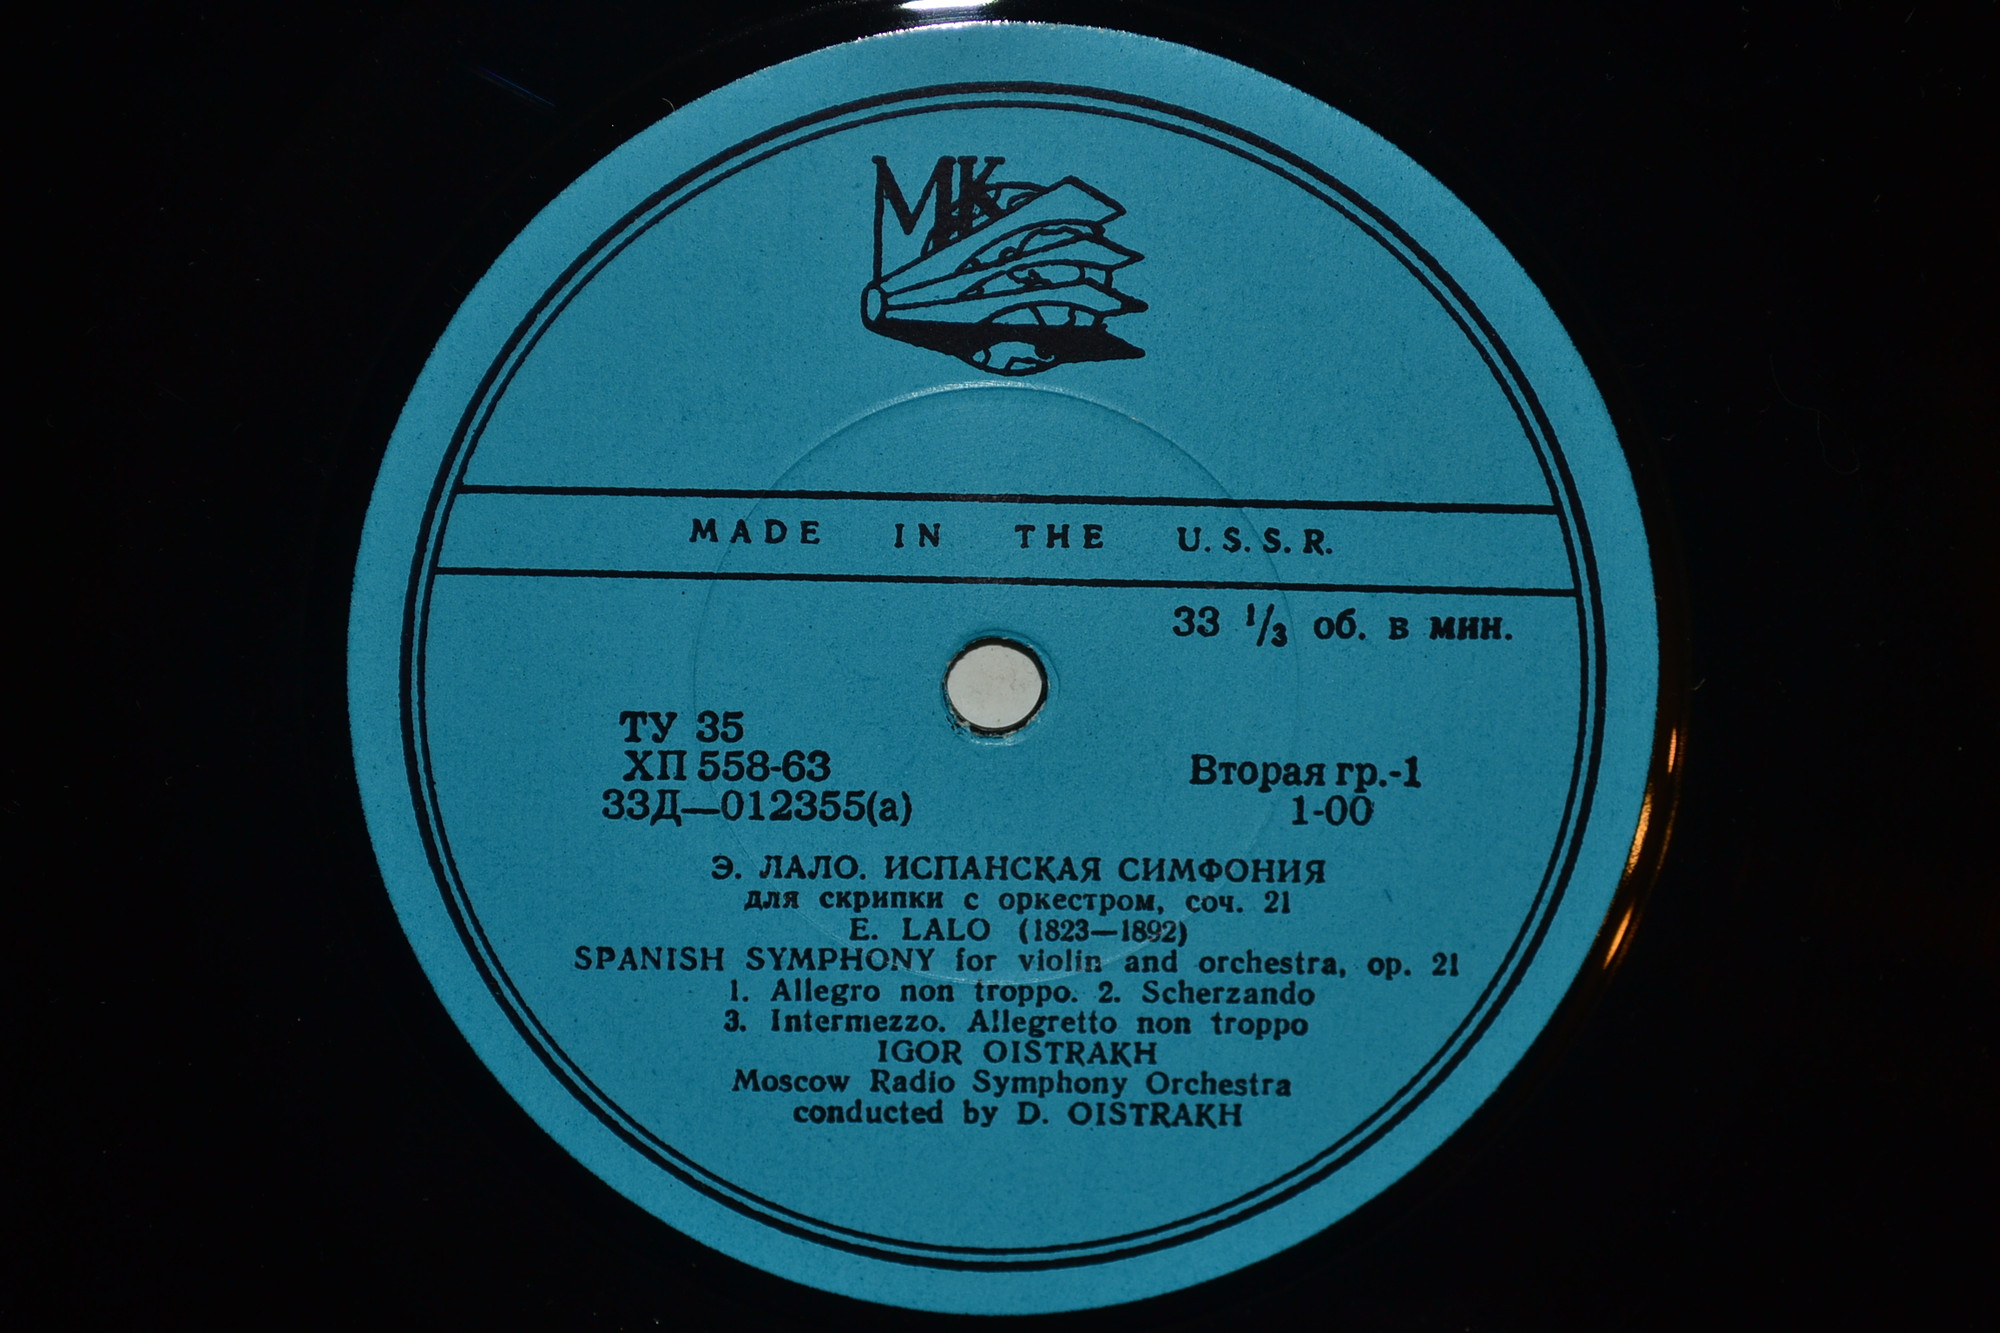 МК
MADE IN THE U.S.S.R.
33 1/3 об. в мин.
ТУ 35
ХП 558-63
33Д—012355(а)
Вторая гр.-1
1-00
Э. ЛАЛО. ИСПАНСКАЯ СИМФОНИЯ
для скрипки с оркестром, соч. 21
E. LALO (1823—1892)
SPANISH SYMPHONY for violin and orchestra, op. 21
1. Allegro non troppo. 2. Scherzando
3. Intermezzo. Allegretto non troppo
IGOR OISTRAKH
Moscow Radio Symphony Orchestra
conducted by D. OISTRAKH